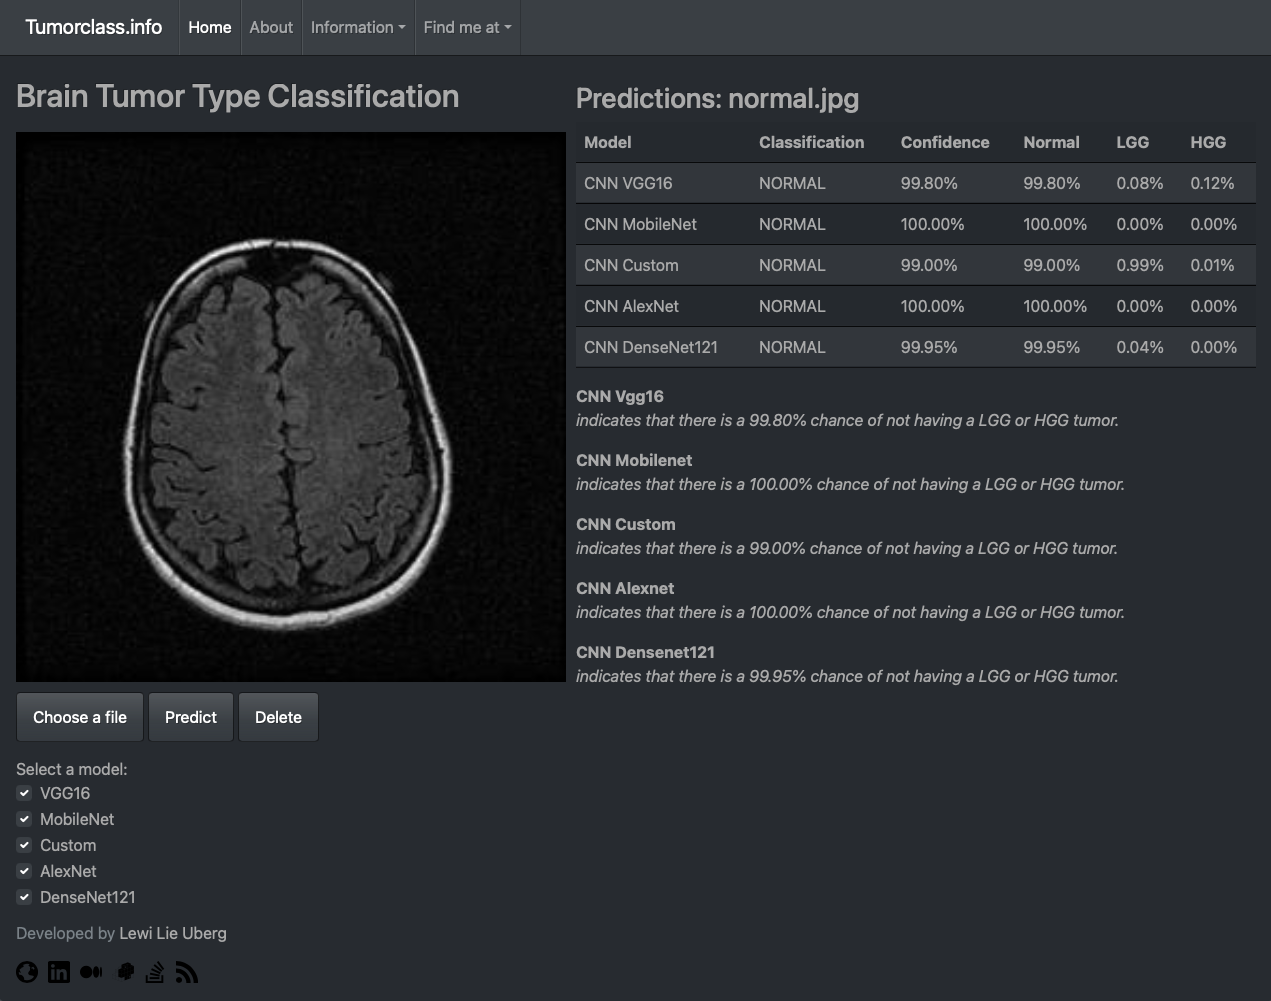 Tumorclass.info Home About Information Find me at
Brain Tumor Type Classification
Choose a file Predict Delete
Select a model:
VGG16
MobileNet
Custom
AlexNet
DenseNet121
Developed by Lewi Lie Uberg
Predictions: normal.jpg
Model Classification Confidence Normal LGG HGG
CNN VGG16 NORMAL 99.80% 99.80% 0.08% 0.12%
CNN MobileNet NORMAL 100.00% 100.00% 0.00% 0.00%
CNN Custom NORMAL 99.00% 99.00% 0.99% 0.01%
CNN AlexNet NORMAL 100.00% 100.00% 0.00% 0.00%
CNN DenseNet121 NORMAL 99.95% 99.95% 0.04% 0.00%
CNN Vgg16
indicates that there is a 99.80% chance of not having a LGG or HGG tumor.
CNN Mobilenet
indicates that there is a 100.00% chance of not having a LGG or HGG tumor.
CNN Custom
indicates that there is a 99.00% chance of not having a LGG or HGG tumor.
CNN Alexnet
indicates that there is a 100.00% chance of not having a LGG or HGG tumor.
CNN Densenet121
indicates that there is a 99.95% chance of not having a LGG or HGG tumor.